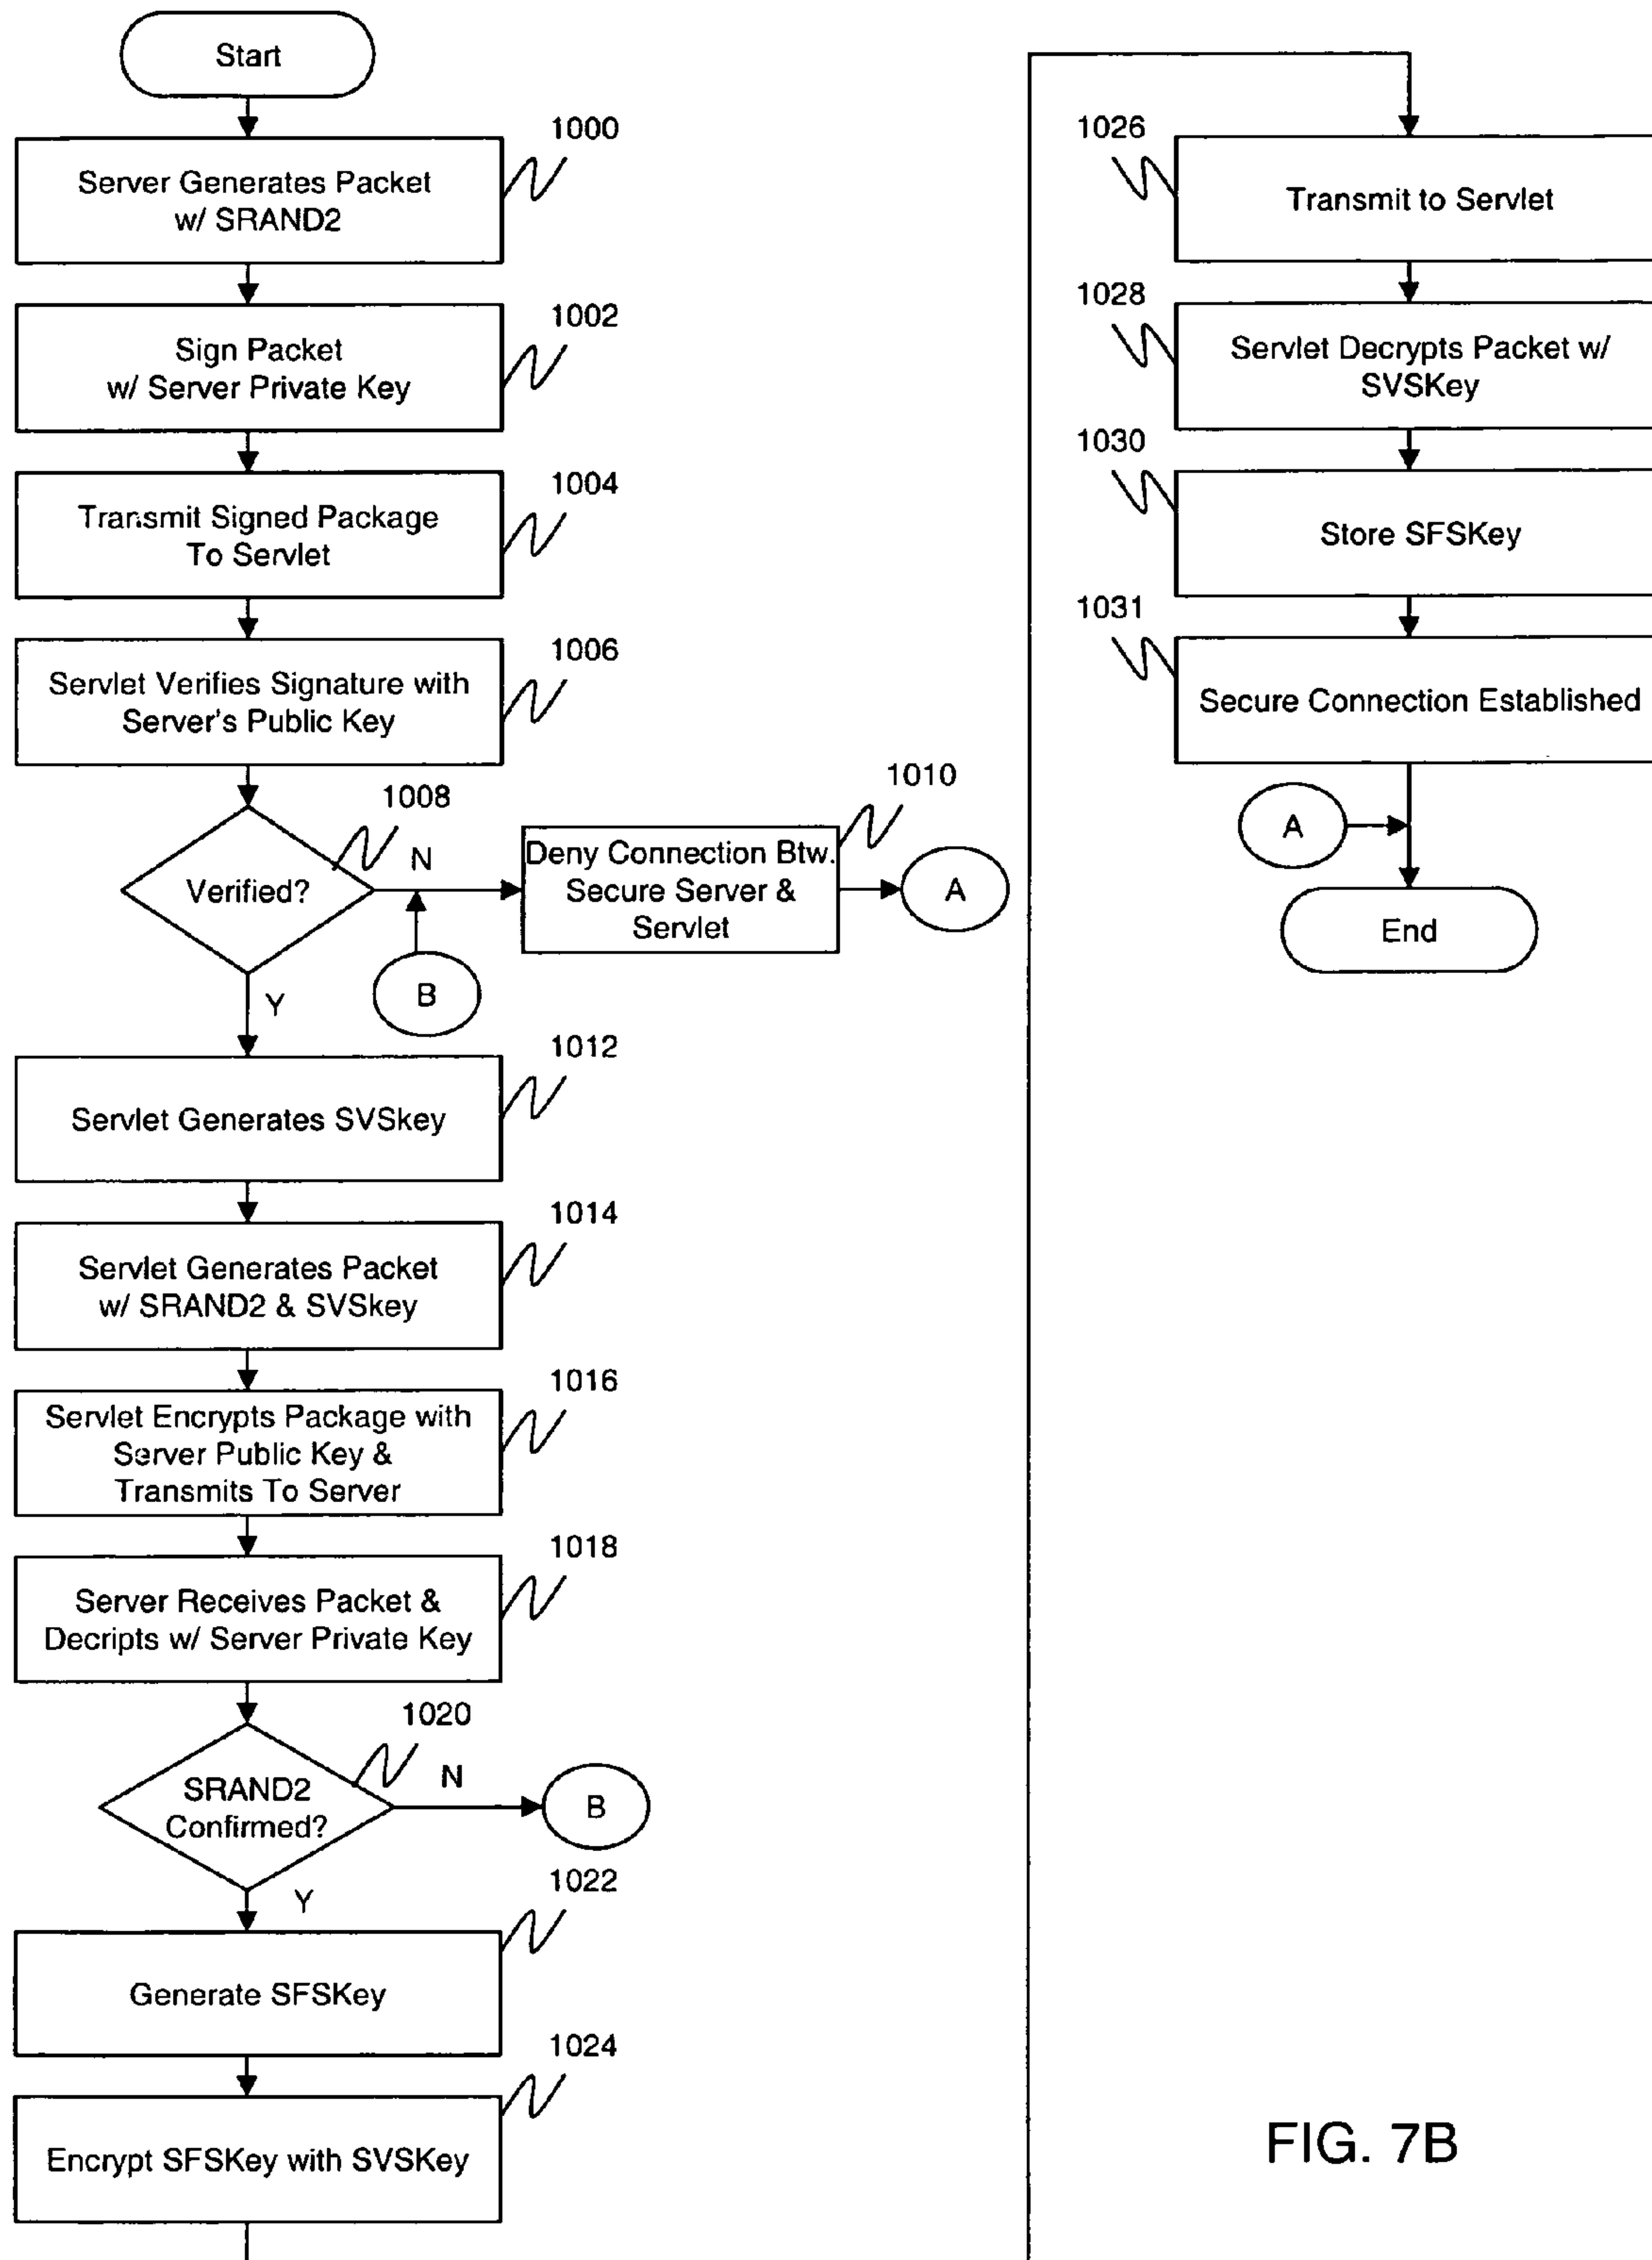 Start
1000
Server Generates Packet
w/ SRAND2
1002
Sign Packet
w/ Server Private Key
1004
Transmit Signed Package
To Servlet
1006
Servlet Verifies Signature with
Server's Public Key
1008
Verified?
N
1010
Deny Connection Btw.
Secure Server &
Servlet
A
B
Y
1012
Servlet Generates SVSkey
1014
Servlet Generates Packet
w/ SRAND2 & SVSkey
1016
Servlet Encrypts Package with
Server Public Key &
Transmits To Server
1018
Server Receives Packet &
Decripts w/ Server Private Key
1020
SRAND2
Confirmed?
N
B
Y
1022
Generate SFSKey
1024
Encrypt SFSKey with SVSKey
1026
Transmit to Servlet
1028
Servlet Decrypts Packet w/
SVSKey
1030
Store SFSKey
1031
Secure Connection Established
A
End
FIG. 7B